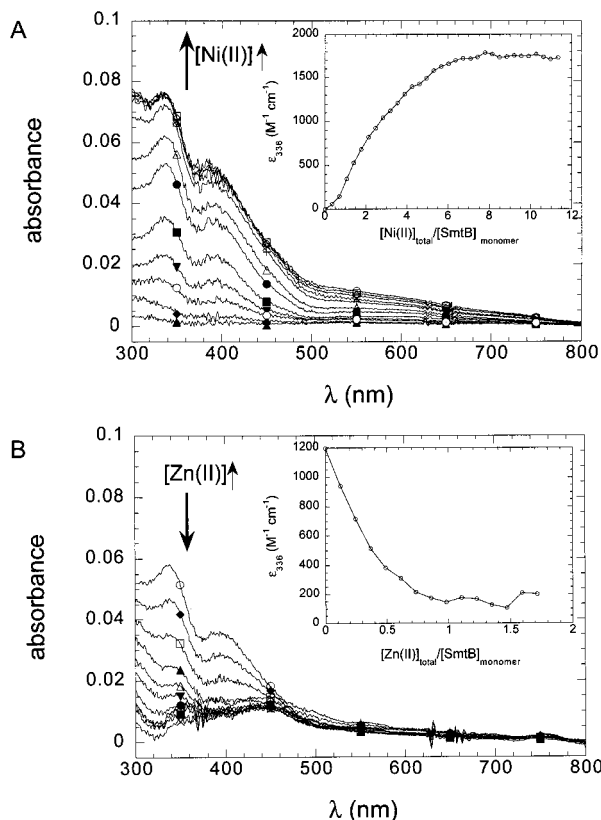 A
0.1
0.08
0.06
0.04
0.02
0
absorbance
[Ni(II)]
300 400 500 600 700 800
λ (nm)
2000
1500
1000
500
0
ε336 (M-1 cm-1)
0 2 4 6 8 10 12
[Ni(II)]total/[SmtB]monomer
B
0.1
0.08
0.06
0.04
0.02
0
absorbance
[Zn(II)]
300 400 500 600 700 800
λ (nm)
1200
1000
800
600
400
200
0
ε336 (M-1 cm-1)
0 0.5 1 1.5 2
[Zn(II)]total/[SmtB]monomer